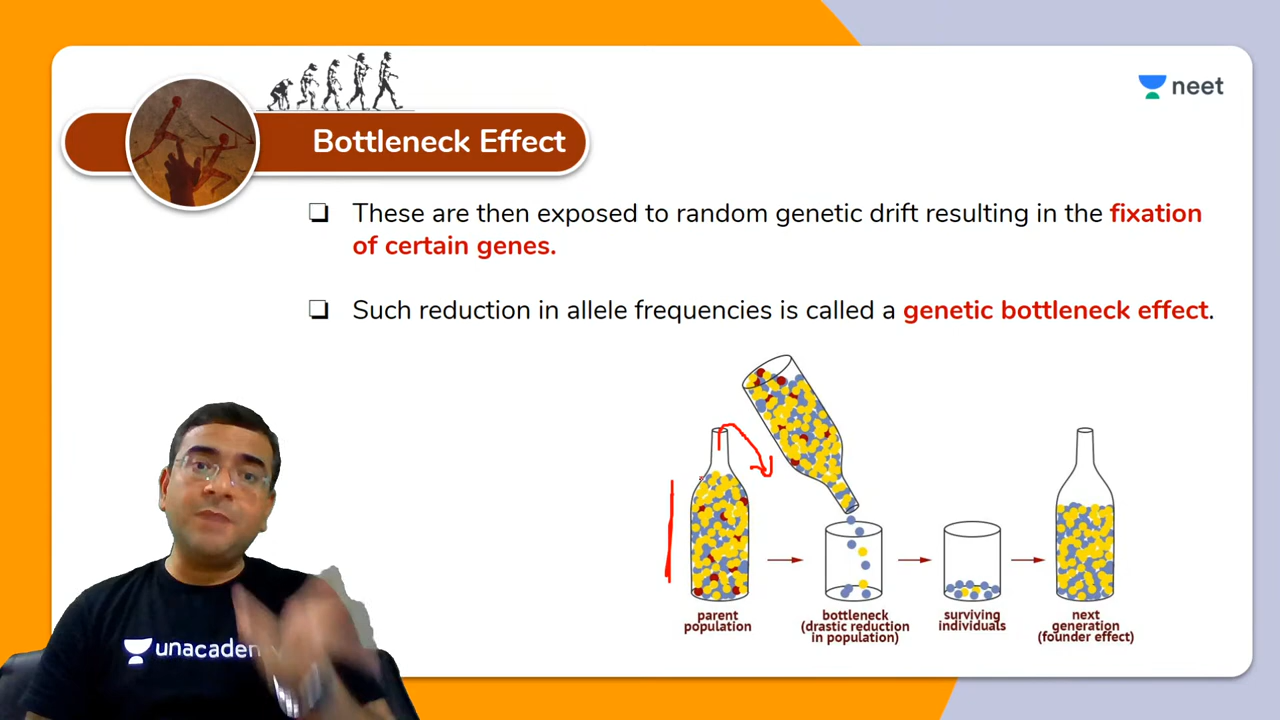 neet
Bottleneck Effect
❏ These are then exposed to random genetic drift resulting in the fixation
of certain genes.
❏ Such reduction in allele frequencies is called a genetic bottleneck effect.
parent
population
bottleneck
(drastic reduction
in population)
surviving
individuals
next
generation
(founder effect)